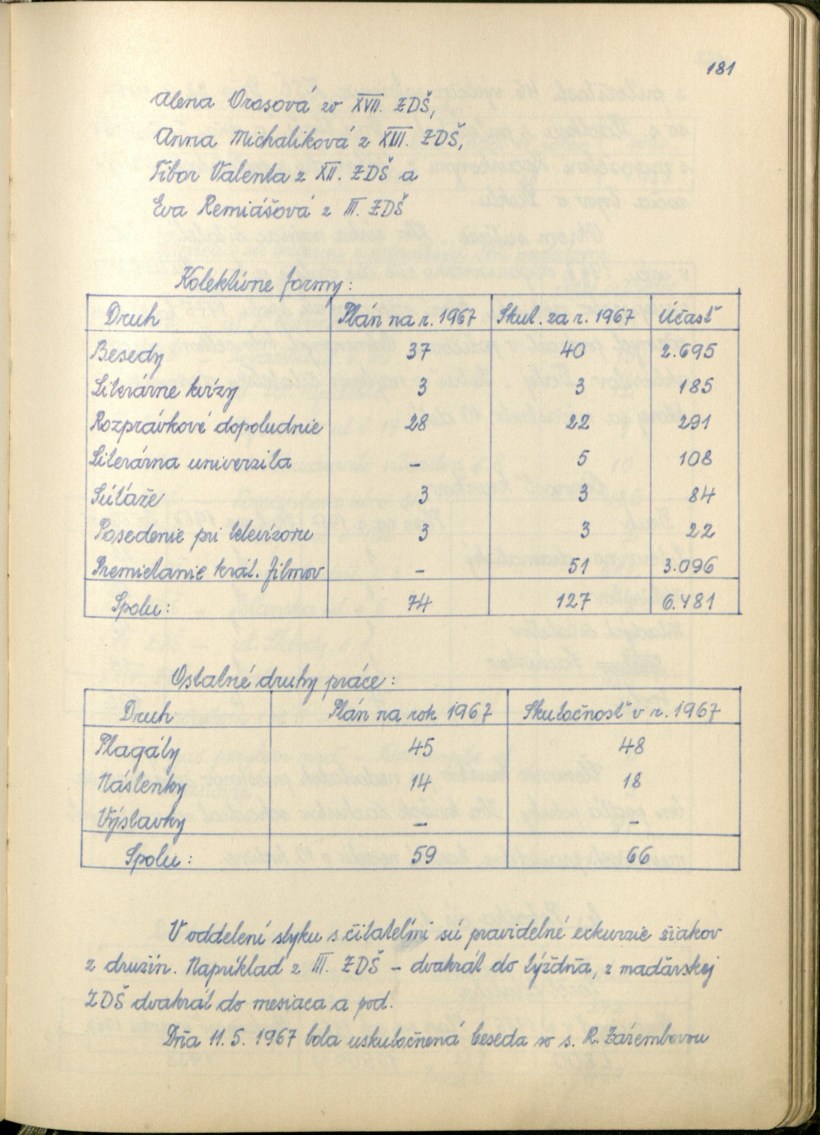 181
Alena Orosová zo XVII. ZDŠ,
Anna Michaliková z XIII. ZDŠ,
Tibor Valenta z XII. ZDŠ a
Eva Remiášová z III. ZDŠ
Kolektívne formy:
Druh Plán na r. 1967 Skut. za r. 1967 Účasť
Besedy 37 40 2.695
Literárne kvízy 3 3 185
Rozprávkové dopoludnie 28 22 291
Literárna univerzita – 5 108
Súťaže 3 3 84
Posedenie pri televízoru 3 3 22
Premietanie krát. filmov – 51 3.096
Spolu: 74 127 6.481
Ostatné druhy práce:
Druh Plán na rok 1967 Skutočnosť v r. 1967
Plagáty 45 48
Nástenky 14 18
Výstavky – –
Spolu: 59 66
V oddelení styku s čitateľmi sú pravidelné eckurzie žiakov
z družín. Napríklad z III. ZDŠ – dvakrát do týždňa, z maďarskej
ZDŠ dvakrát do mesiaca a pod.
Dňa 11. 5. 1967 bola uskutočnená beseda so s. R. Zárembovou